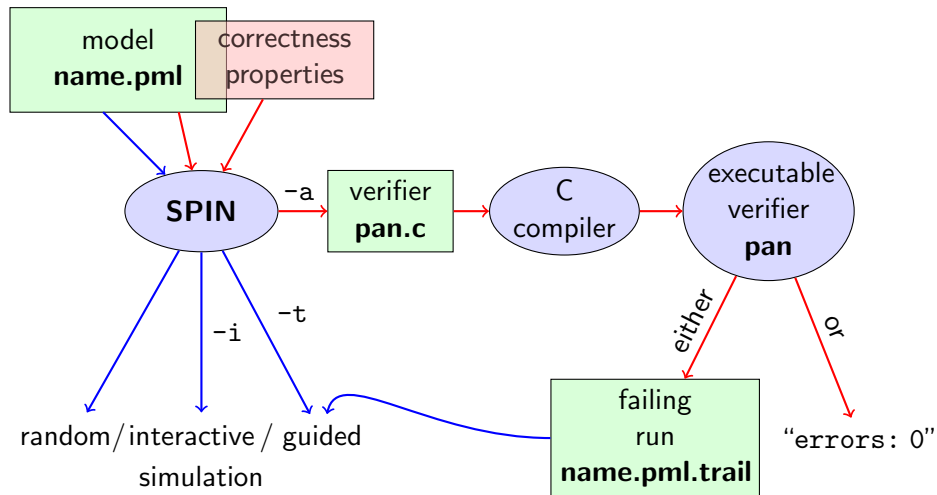 model
name.pml
correctness
properties
SPIN
-a
verifier
pan.c
C
compiler
executable
verifier
pan
-i
-t
either
or
random/interactive / guided
simulation
failing
run
name.pml.trail
“errors: 0”